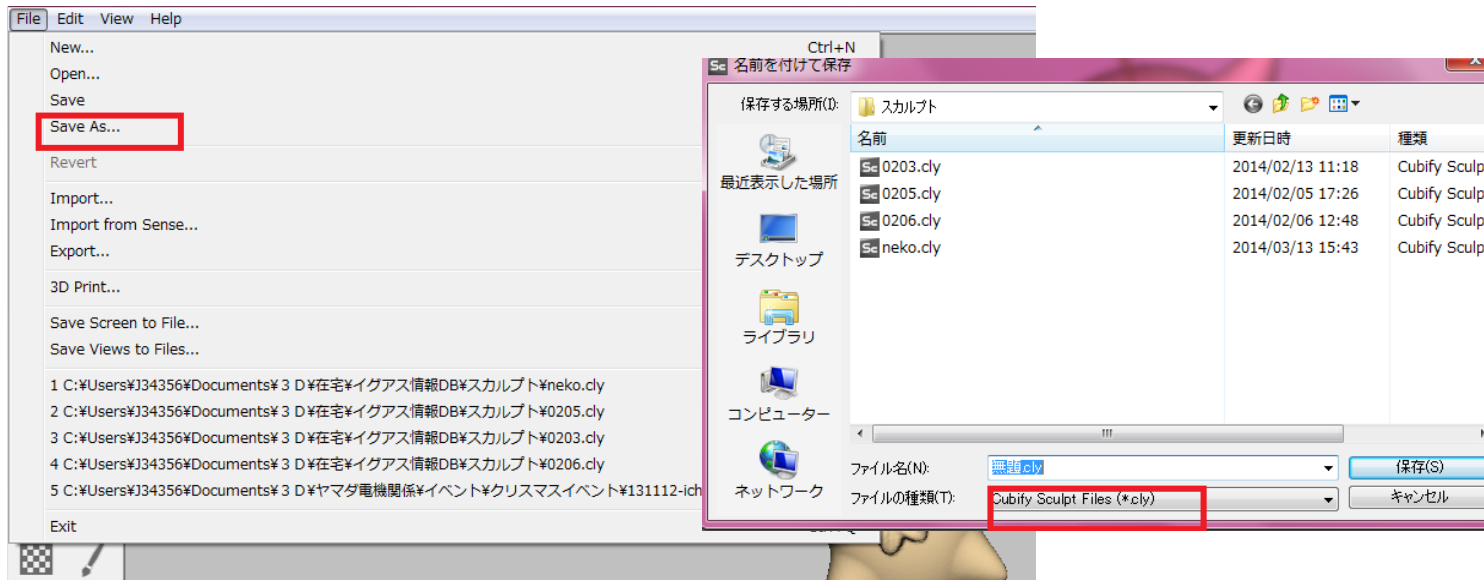 File Edit View Help
New... Ctrl+N
Open...
Save
Save As...
Revert
Import...
Import from Sense...
Export...
3D Print...
Save Screen to File...
Save Views to Files...
1 C:¥Users¥J34356¥Documents¥３Ｄ¥在宅¥イグアス情報DB¥スカルプト¥neko.cly
2 C:¥Users¥J34356¥Documents¥３Ｄ¥在宅¥イグアス情報DB¥スカルプト¥0205.cly
3 C:¥Users¥J34356¥Documents¥３Ｄ¥在宅¥イグアス情報DB¥スカルプト¥0203.cly
4 C:¥Users¥J34356¥Documents¥３Ｄ¥在宅¥イグアス情報DB¥スカルプト¥0206.cly
5 C:¥Users¥J34356¥Documents¥３Ｄ¥ヤマダ電機関係¥イベント¥クリスマスイベント¥131112-ich
Exit
Sc 名前を付けて保存
保存する場所(I): スカルプト
名前 更新日時 種類
Sc 0203.cly 2014/02/13 11:18 Cubify Sculp
Sc 0205.cly 2014/02/05 17:26 Cubify Sculp
Sc 0206.cly 2014/02/06 12:48 Cubify Sculp
Sc neko.cly 2014/03/13 15:43 Cubify Sculp
最近表示した場所
デスクトップ
ライブラリ
コンピューター
ネットワーク
ファイル名(N): 無題.cly 保存(S)
ファイルの種類(T): Cubify Sculpt Files (*.cly) キャンセル